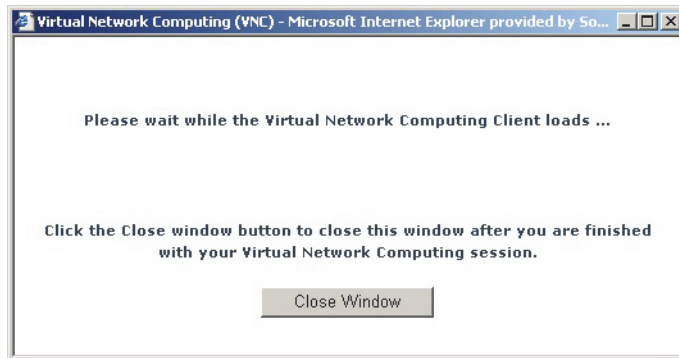 Virtual Network Computing (VNC) - Microsoft Internet Explorer provided by So...
Please wait while the Virtual Network Computing Client loads ...
Click the Close window button to close this window after you are finished
with your Virtual Network Computing session.
Close Window